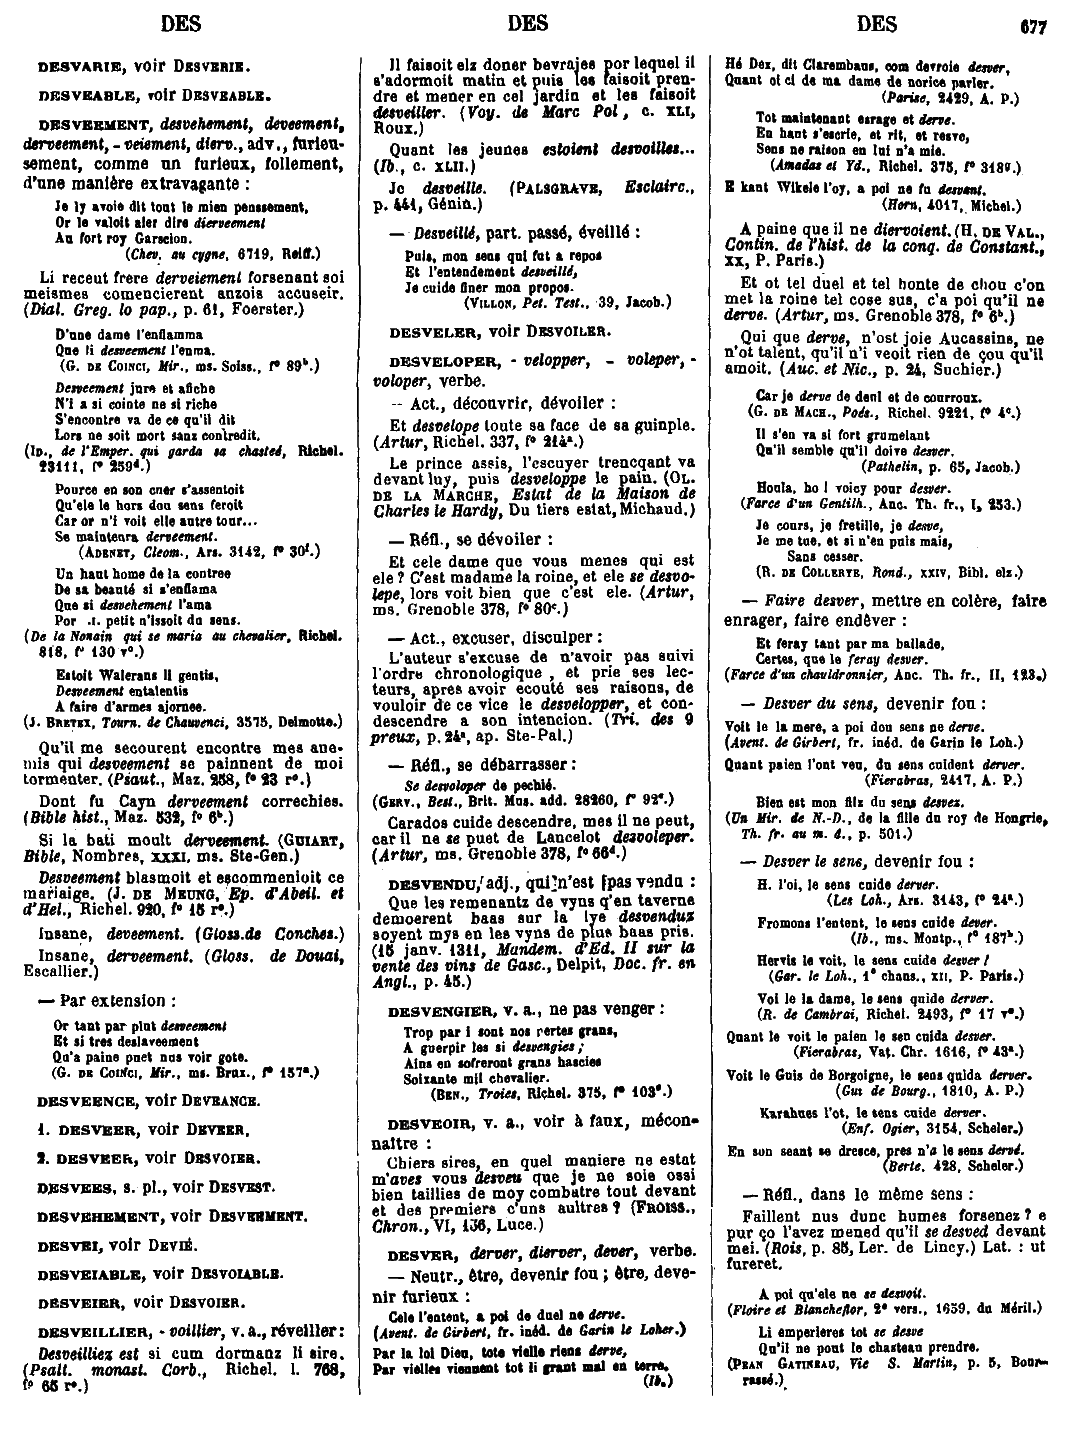 DES DES DES 677
DESVARIE, voir DESVERIE.
DESVEABLE, voir DESVEABLE.
DESVEEMENT, desvehement, deveement,
derveement, - veiement, dierv., adv., furieu-
sement, comme un furieux, follement,
d'une manière extravagante :
Je ly avoie dit tout le mien penssement,
Or le valoit aler dire dierveement
Au fort roy Garsclon.
(Chev. au cygne, 6719, Reiff.)
Li receut frere derveiement forsenant soi
meismes comencierent anzois accuseir.
(Dial. Greg. lo pap., p. 61, Foerster.)
D'une dame l'enflamma
Que li desveement l'enma.
(G. DE COINCI, Mir., ms. Soiss., f° 89ᵇ.)
Desveement jure et afiche
N'i a si cointe ne si riche
S'encontre va de ce qu'il dit
Lors ne soit mort sanz contredit.
(ID., de l'Emper. qui garda sa chasteé, Richel.
23111, f° 259ᵈ.)
Pource en son cuer s'assentoit
Qu'ele le hors dou sens feroit
Car or n'i voit elle autre tour...
Se maintenra derveement.
(ADENET, Cleom., Ars. 3142, f° 30ᶠ.)
Un haut home de la contree
De sa beauté si s'enflama
Que si desvehement l'ama
Por .I. petit n'issoit du sens.
(De la Nonain qui se maria au chevalier, Richel.
818, f° 130 v°.)
Estoit Walerans li gentis,
Desveement entalentis
A faire d'armes ajornee.
(J. BRETEX, Tourn. de Chauvenci, 3575, Delmotte.)
Qu'il me secourent encontre mes ane-
mis qui desveement se painnent de moi
tormenter. (Psaut., Maz. 258, f° 23 r°.)
Dont fu Cayn derveement correchies.
(Bible hist., Maz. 532, f° 6ᵇ.)
Si la bati moult derveement. (GUIART,
Bible, Nombres, XXXI, ms. Ste-Gen.)
Desveement blasmoit et escommenioit ce
mariaige. (J. DE MEUNG, Ep. d'Abeil. et
d'Hel., Richel. 920, f° 15 r°.)
Insane, deveement. (Gloss. de Conches.)
Insane, derveement. (Gloss. de Douai,
Escallier.)
— Par extension :
Or tant par plut desveement
Et si tres deslaveement
Qu'a paine puet nus voir gote.
(G. DE COINCI, Mir., ms. Brux., f° 157ᵃ.)
DESVEENCE, voir DEVEANCE.
1. DESVEER, voir DEVEER.
2. DESVEER, voir DESVOIER.
DESVEES, s. pl., voir DESVEST.
DESVEHEMENT, voir DESVEEMENT.
DESVEI, voir DEVIÉ.
DESVEIABLE, voir DESVOIABLE.
DESVEIER, voir DESVOIER.
DESVEILLIER, - voillier, v. a., réveiller :
Desveilliez est si cum dormanz li sire.
(Psalt. monast. Corb., Richel. l. 768,
f° 65 r°.)
Il faisoit elz doner bevrajes por lequel il
s'adormoit matin et puis les faisoit pren-
dre et mener en cel jardin et les faisoit
desveillier. (Voy. de Marc Pol, c. XLI,
Roux.)
Quant les jeunes estoient desvoilles...
(Ib., c. XLII.)
Je desveille. (PALSGRAVE, Esclairc.,
p. 441, Génin.)
— Desveillé, part. passé, éveillé :
Puis, mon sens qui fut a repos
Et l'entendement desveillé,
Je cuide finer mon propos.
(VILLON, Pet. Test., 39, Jacob.)
DESVELER, voir DESVOILER.
DESVELOPER, - velopper, - voleper, -
voloper, verbe.
— Act., découvrir, dévoiler :
Et desvelope toute sa face de sa guinple.
(Artur, Richel. 337, f° 214ᵃ.)
Le prince assis, l'escuyer trencqant va
devant luy, puis desveloppe le pain. (OL.
DE LA MARCHE, Estat de la Maison de
Charles le Hardy, Du tiers estat, Michaud.)
— Réfl., se dévoiler :
Et cele dame que vous menes qui est
ele ? C'est madame la roine, et ele se desvo-
lepe, lors voit bien que c'est ele. (Artur,
ms. Grenoble 378, f° 80ᶜ.)
— Act., excuser, disculper :
L'auteur s'excuse de n'avoir pas suivi
l'ordre chronologique, et prie ses lec-
teurs, apres avoir ecouté ses raisons, de
vouloir de ce vice le desvelopper, et con-
descendre a son intencion. (Tri. des 9
preux, p. 24ᵃ, ap. Ste-Pal.)
— Réfl., se débarrasser :
Se desvoloper de pechié.
(GERV., Best., Brit. Mus. add. 28260, f° 92ᵉ.)
Carados cuide descendre, mes il ne peut,
car il ne se puet de Lancelot desvoleper.
(Artur, ms. Grenoble 378, f° 66ᵈ.)
DESVENDU, adj., qui n'est pas vendu :
Que les remenantz de vyns q'en taverne
demoerent baas sur la lye desvenduz
soyent mys en les vyns de plus baas pris.
(15 janv. 1311, Mandem. d'Ed. II sur la
vente des vins de Gasc., Delpit, Doc. fr. en
Angl., p. 45.)
DESVENGIER, v. a., ne pas venger :
Trop par i sont nos pertes grans,
A guerpir les si desvengies ;
Ains en sofreront grans hascies
Soixante mil chevalier.
(BEN., Troies, Richel. 375, f° 103ᵉ.)
DESVEOIR, v. a., voir à faux, mécon-
naître :
Chiers sires, en quel maniere ne estat
m'aves vous desveu que je ne soie ossi
bien taillies de moy combatre tout devant
et des premiers c'uns aultres ? (FROISS.,
Chron., VI, 136, Luce.)
DESVER, derver, dierver, dever, verbe.
— Neutr., être, devenir fou ; être, deve-
nir furieux :
Cele l'entent, a poi de duel ne derve.
(Avent. de Girbert, fr. inéd. de Garin le Loher.)
Par la loi Dieu, tote vielle riens derve,
Par vielles viennent tot li grant mal en terre.
(Ib.)
Hé Dex, dit Clarembaus, com devroie desver,
Quant oi ci de ma dame de norice parler.
(Parise, 2429, A. P.)
Tot maintenant esrage et derve.
En haut s'escrie, et rit, et resve,
Sens ne raison en lui n'a mie.
(Amadas et Yd., Richel. 375, f° 318ᶜ.)
E kant Wikele l'oy, a poi ne fu desvent.
(Horn, 4017, Michel.)
A paine que il ne diervoient. (H. DE VAL.,
Contin. de l'hist. de la conq. de Constant.,
XX, P. Paris.)
Et ot tel duel et tel honte de chou c'on
met la roine tel cose sus, c'a poi qu'il ne
derve. (Artur, ms. Grenoble 378, f° 6ᵇ.)
Qui que derve, n'ost joie Aucassins, ne
n'ot talent, qu'il n'i veoit rien de çou qu'il
amoit. (Auc. et Nic., p. 24, Suchier.)
Car je derve de deul et de courroux.
(G. DE MACH., Poés., Richel. 9221, f° 4ᶜ.)
Il s'en va si fort grumelant
Qu'il semble qu'il doive desver.
(Pathelin, p. 65, Jacob.)
Houla, ho ! voicy pour desver.
(Farce d'un Gentilh., Anc. Th. fr., I, 253.)
Je cours, je fretille, je desve,
Je me tue, et si n'en puis mais,
Sans cesser.
(R. DE COLLERYE, Rond., XXIV, Bibl. elz.)
— Faire desver, mettre en colère, faire
enrager, faire endêver :
Et feray tant par ma ballade,
Certes, que le feray desver.
(Farce d'un chauldronnier, Anc. Th. fr., II, 123.)
— Desver du sens, devenir fou :
Voit le la mere, a poi dou sens ne derve.
(Avent. de Girbert, fr. inéd. de Garin le Loh.)
Quant paien l'ont veu, du sens cuident derver.
(Fierabras, 2417, A. P.)
Bien est mon filz du sens desvez.
(Un Mir. de N.-D., de la fille du roy de Hongrie,
Th. fr. au m. â., p. 501.)
— Desver le sens, devenir fou :
H. l'oi, le sens cuide derver.
(Les Loh., Ars. 3143, f° 24ᵃ.)
Fromons l'entent, le sens cuide dever.
(Ib., ms. Montp., f° 187ᵇ.)
Hervis le voit, le sens cuide desver !
(Gar. le Loh., 1ᵉ chans., XII, P. Paris.)
Voi le la dame, le sens quide derver.
(R. de Cambrai, Richel. 2493, f° 17 v°.)
Quant le voit le paien le sen cuida desver.
(Fierabras, Vat. Chr. 1616, f° 43ᵃ.)
Voit le Guis de Borgoigne, le sens quida derver.
(Gui de Bourg., 1810, A. P.)
Karahues l'ot, le sens cuide derver.
(Enf. Ogier, 3154, Scheler.)
En son seant se dresce, pres n'a le sens dervé.
(Berte, 428, Scheler.)
— Réfl., dans le même sens :
Faillent nus dunc humes forsenez ? e
pur ço l'avez mened qu'il se desved devant
mei. (Rois, p. 85, Ler. de Lincy.) Lat. : ut
fureret.
A poi qu'ele ne se desvoit.
(Floire et Blancheflor, 2ᵉ vers., 1659, du Méril.)
Li emperieres tot se desve
Qu'il ne pout le chasteau prendre.
(PEAN GATINEAU, Vie S. Martin, p. 5, Bour-
rassé.)